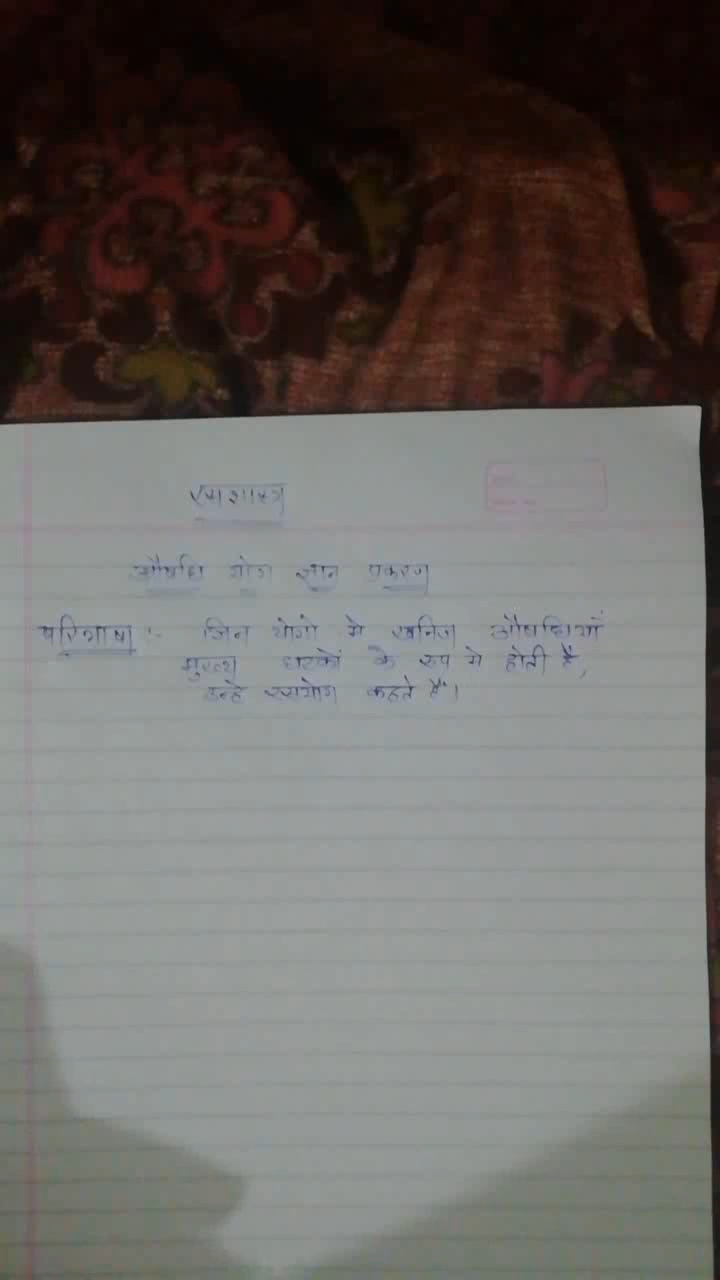 रसशास्त्र
औषधि योग ज्ञान प्रकरण
परिभाषा :- जिन योगो मे खनिज औषधियाँ
मुख्य घटकों के रूप मे होती है,
उन्हे रसयोग कहते हैं।